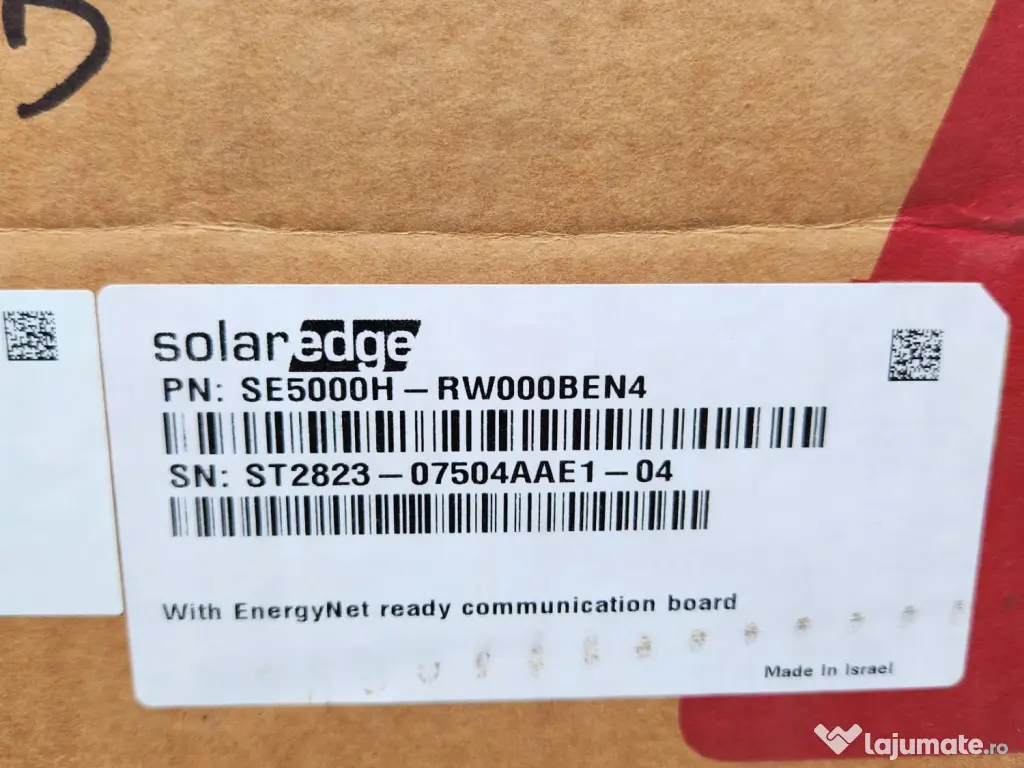 solaredge
PN: SE5000H-RW000BEN4
SN: ST2823-07504AAE1-04
With EnergyNet ready communication board
Made In Israel
lajumate.ro